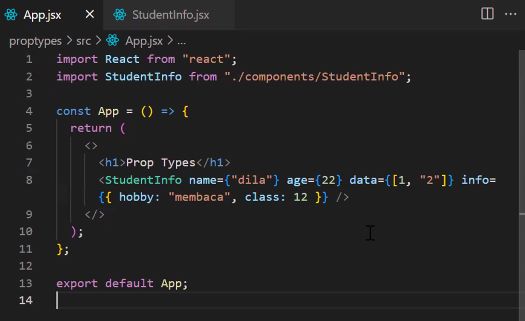 App.jsx
StudentInfo.jsx
proptypes > src > App.jsx > ...
1 import React from "react";
2 import StudentInfo from "./components/StudentInfo";
3
4 const App = () => {
5 return (
6 <>
7 <h1>Prop Types</h1>
8 <StudentInfo name={"dila"} age={22} data={[1, "2"]} info=
{{ hobby: "membaca", class: 12 }} />
9 </>
10 );
11 };
12
13 export default App;
14